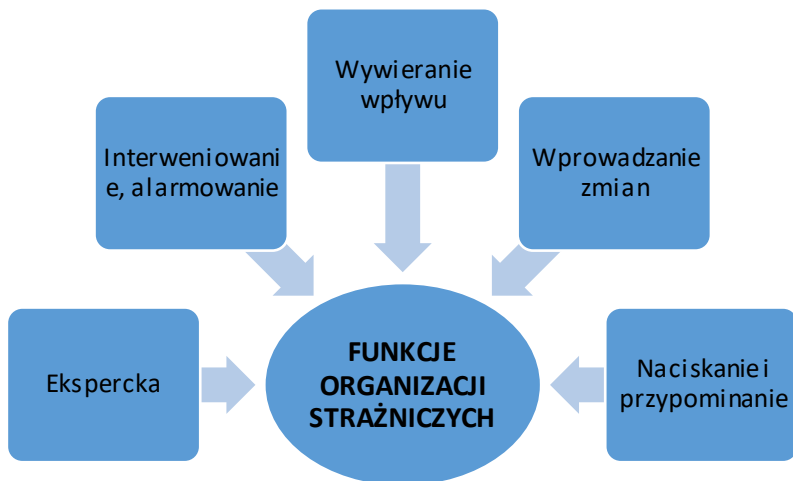 Wywieranie
wpływu
Interweniowani
e, alarmowanie
Wprowadzanie
zmian
Ekspercka
FUNKCJE
ORGANIZACJI
STRAŻNICZYCH
Naciskanie i
przypominanie